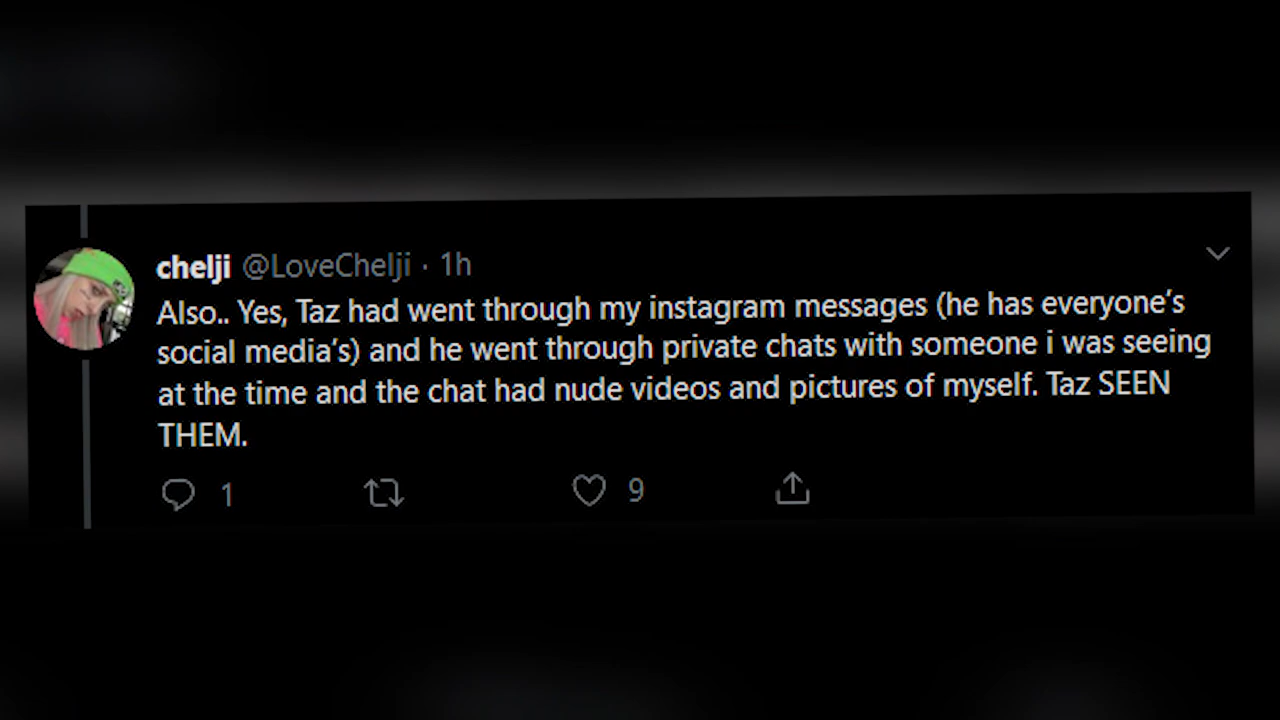 chelji @LoveChelji · 1h
Also.. Yes, Taz had went through my instagram messages (he has everyone's
social media's) and he went through private chats with someone i was seeing
at the time and the chat had nude videos and pictures of myself. Taz SEEN
THEM.
1 9